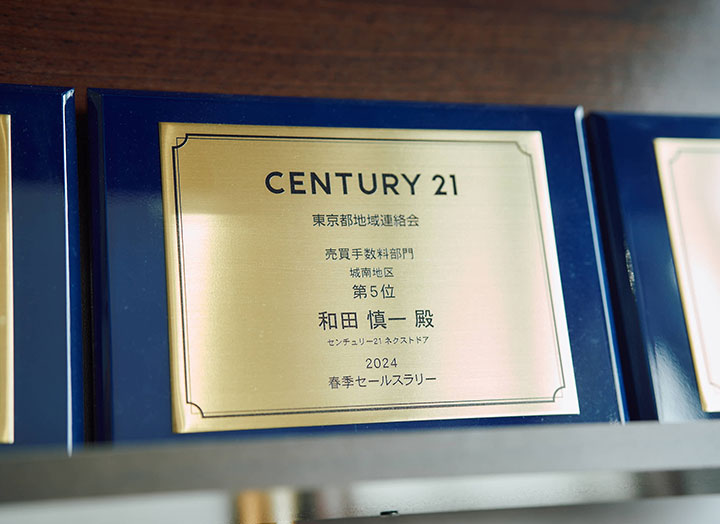 CENTURY 21
東京都地域連絡会
売買手数料部門
城南地区
第5位
和田 慎一 殿
センチュリー21 ネクストドア
2024
春季セールスラリー